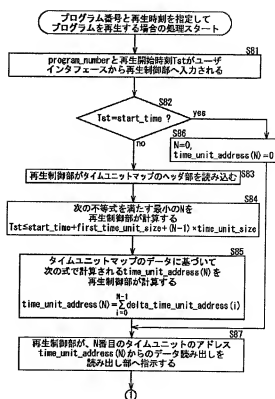 プログラム番号と再生時刻を指定して
プログラムを再生する場合の処理スタート
S81
program_numberと再生開始時刻Tstがユーザ
インタフェースから再生制御部へ入力される
S82
Tst=start_time ?
yes
S86
no
N=0,
time_unit_address(N)=0
S83
再生制御部がタイムユニットマップのヘッダ部を読み込む
S84
次の不等式を満たす最小のNを
再生制御部が計算する
Tst≦start_time+first_time_unit_size+(N-1)*time_unit_size
S85
タイムユニットマップのデータに基づいて
次の式で計算されるtime_unit_address(N)を
再生制御部が計算する
N-1
time_unit_address(N)=Σdelta_time_unit_address(i)
i=0
S87
再生制御部が、N番目のタイムユニットのアドレス
time_unit_address(N)からのデータ読み出しを
読み出し部へ指示する
①